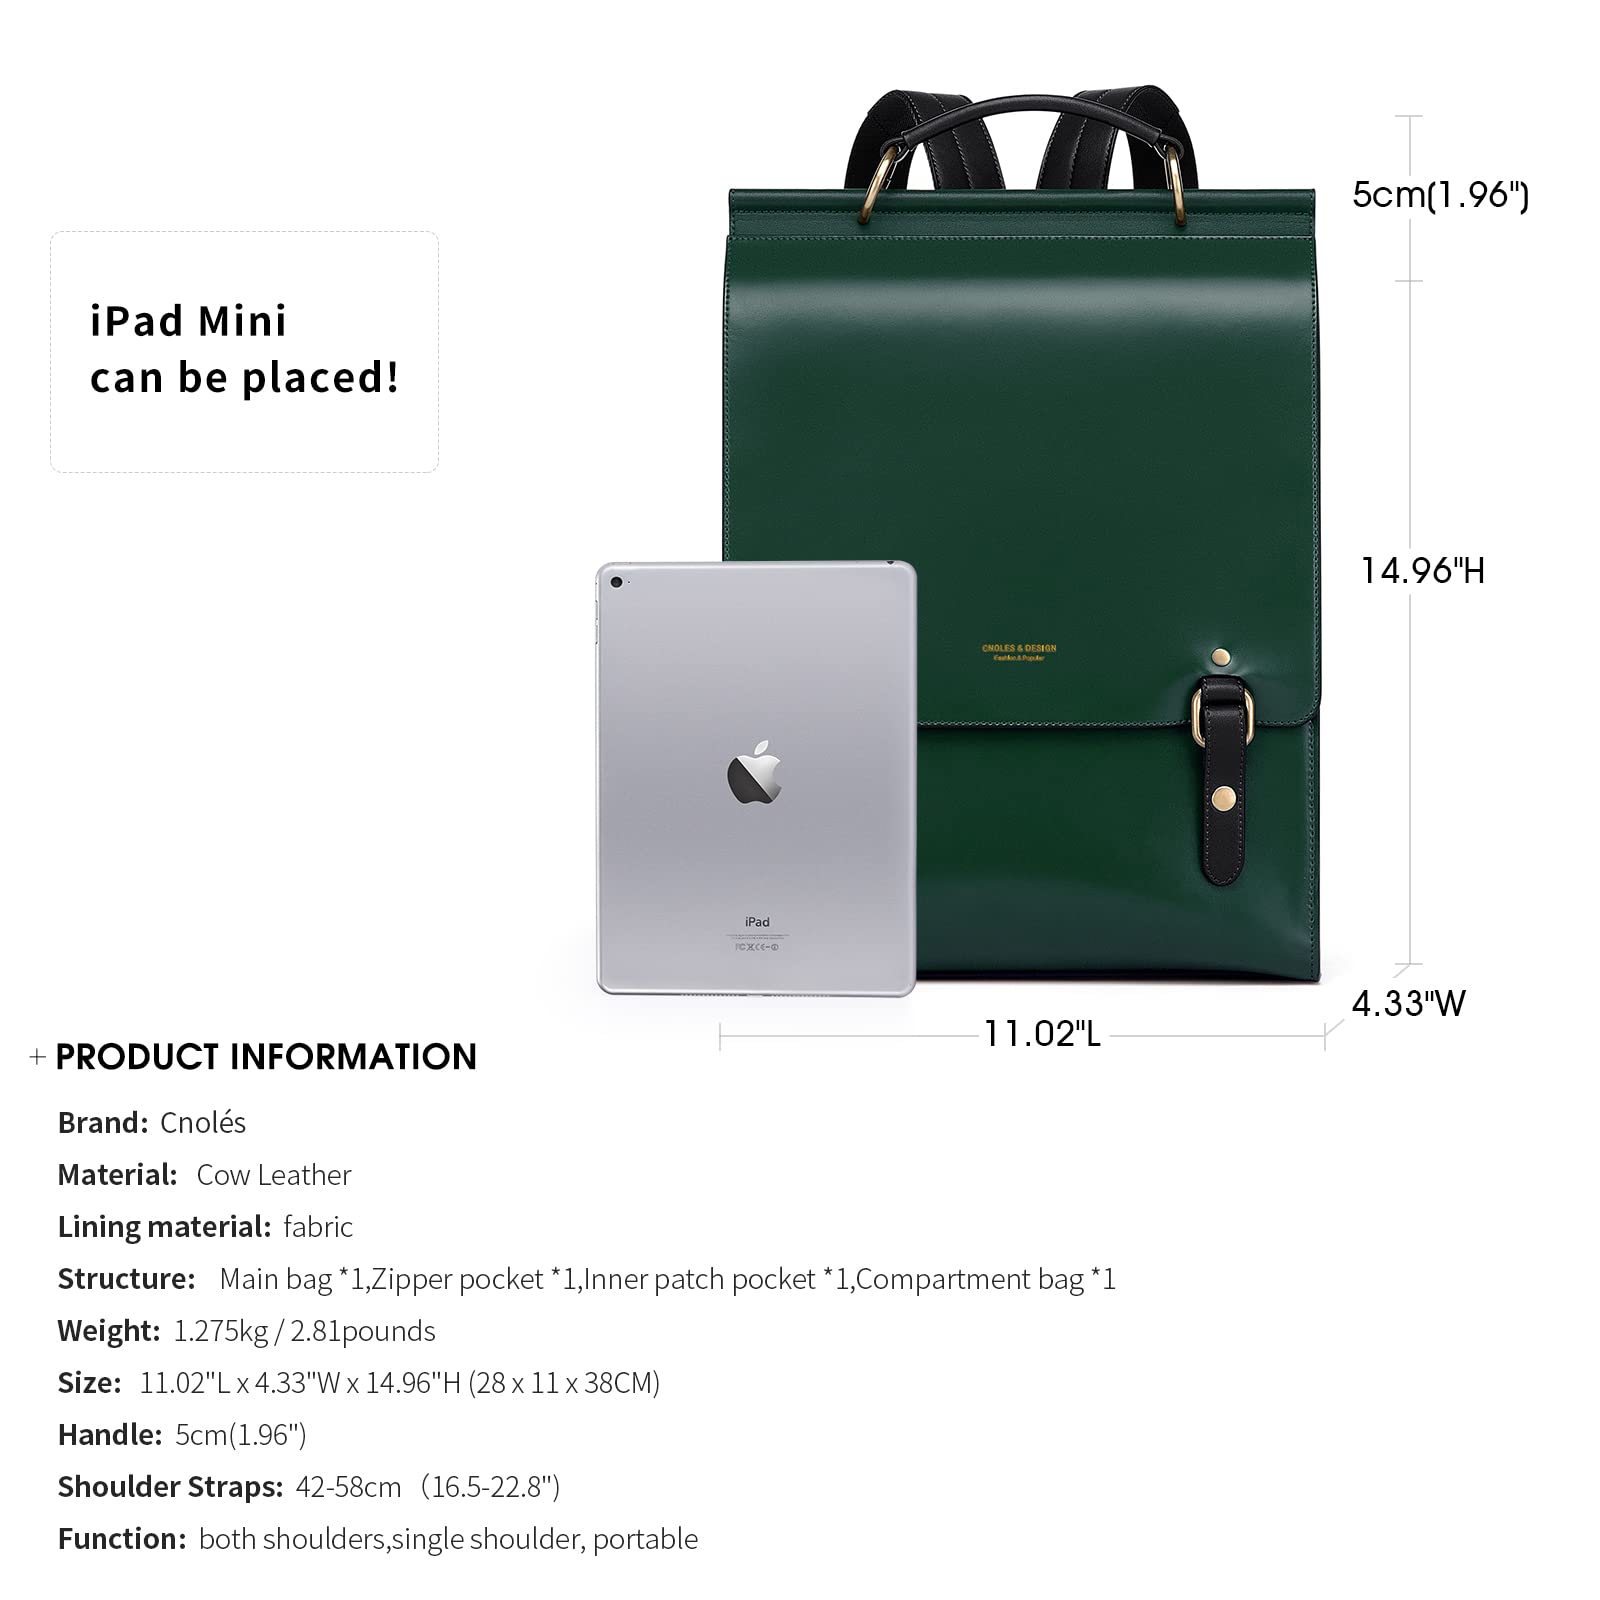 5cm(1.96")
iPad Mini
can be placed!
14.96"H
CNOLES & DESIGN
Fashion & Popular
iPad
4.33"W
11.02"L
+ PRODUCT INFORMATION
Brand: Cnolés
Material: Cow Leather
Lining material: fabric
Structure: Main bag *1,Zipper pocket *1,Inner patch pocket *1,Compartment bag *1
Weight: 1.275kg / 2.81pounds
Size: 11.02"L x 4.33"W x 14.96"H (28 x 11 x 38CM)
Handle: 5cm(1.96")
Shoulder Straps: 42-58cm（16.5-22.8")
Function: both shoulders,single shoulder, portable